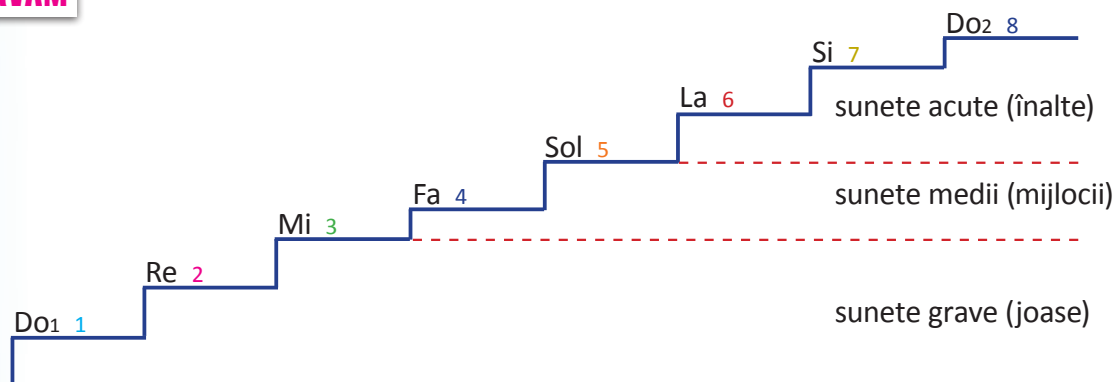 Do2 8
Si 7
La 6
sunete acute (înalte)
Sol 5
Fa 4
sunete medii (mijlocii)
Mi 3
Re 2
Do1 1
sunete grave (joase)